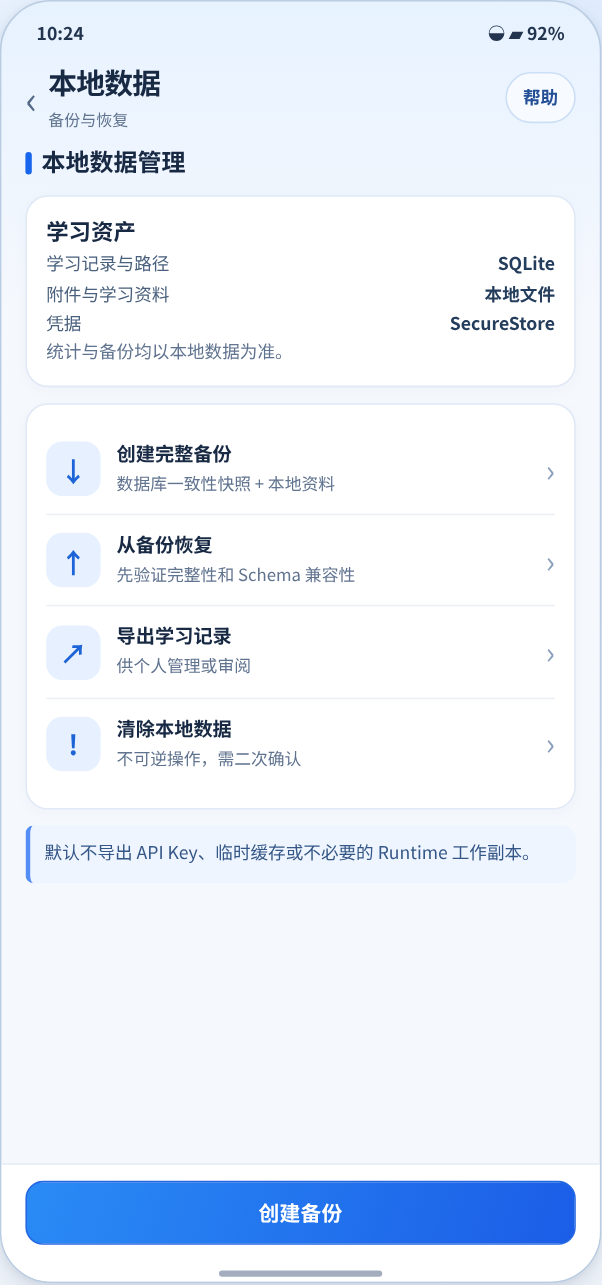 10:24
92%
本地数据
备份与恢复
帮助
本地数据管理
学习资产
学习记录与路径 SQLite
附件与学习资料 本地文件
凭据 SecureStore
统计与备份均以本地数据为准。
创建完整备份
数据库一致性快照 + 本地资料
从备份恢复
先验证完整性和 Schema 兼容性
导出学习记录
供个人管理或审阅
清除本地数据
不可逆操作，需二次确认
默认不导出 API Key、临时缓存或不必要的 Runtime 工作副本。
创建备份